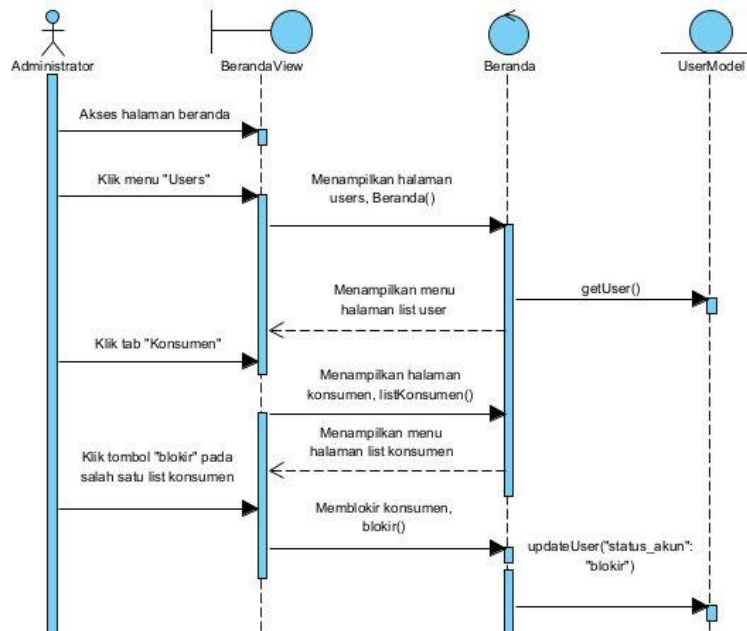 Administrator
BerandaView
Beranda
UserModel
Akses halaman beranda
Klik menu "Users"
Menampilkan halaman
users, Beranda()
getUser()
Menampilkan menu
halaman list user
Klik tab "Konsumen"
Menampilkan halaman
konsumen, listKonsumen()
Menampilkan menu
halaman list konsumen
Klik tombol "blokir" pada
salah satu list konsumen
Memblokir konsumen,
blokir()
updateUser("status_akun":
"blokir")